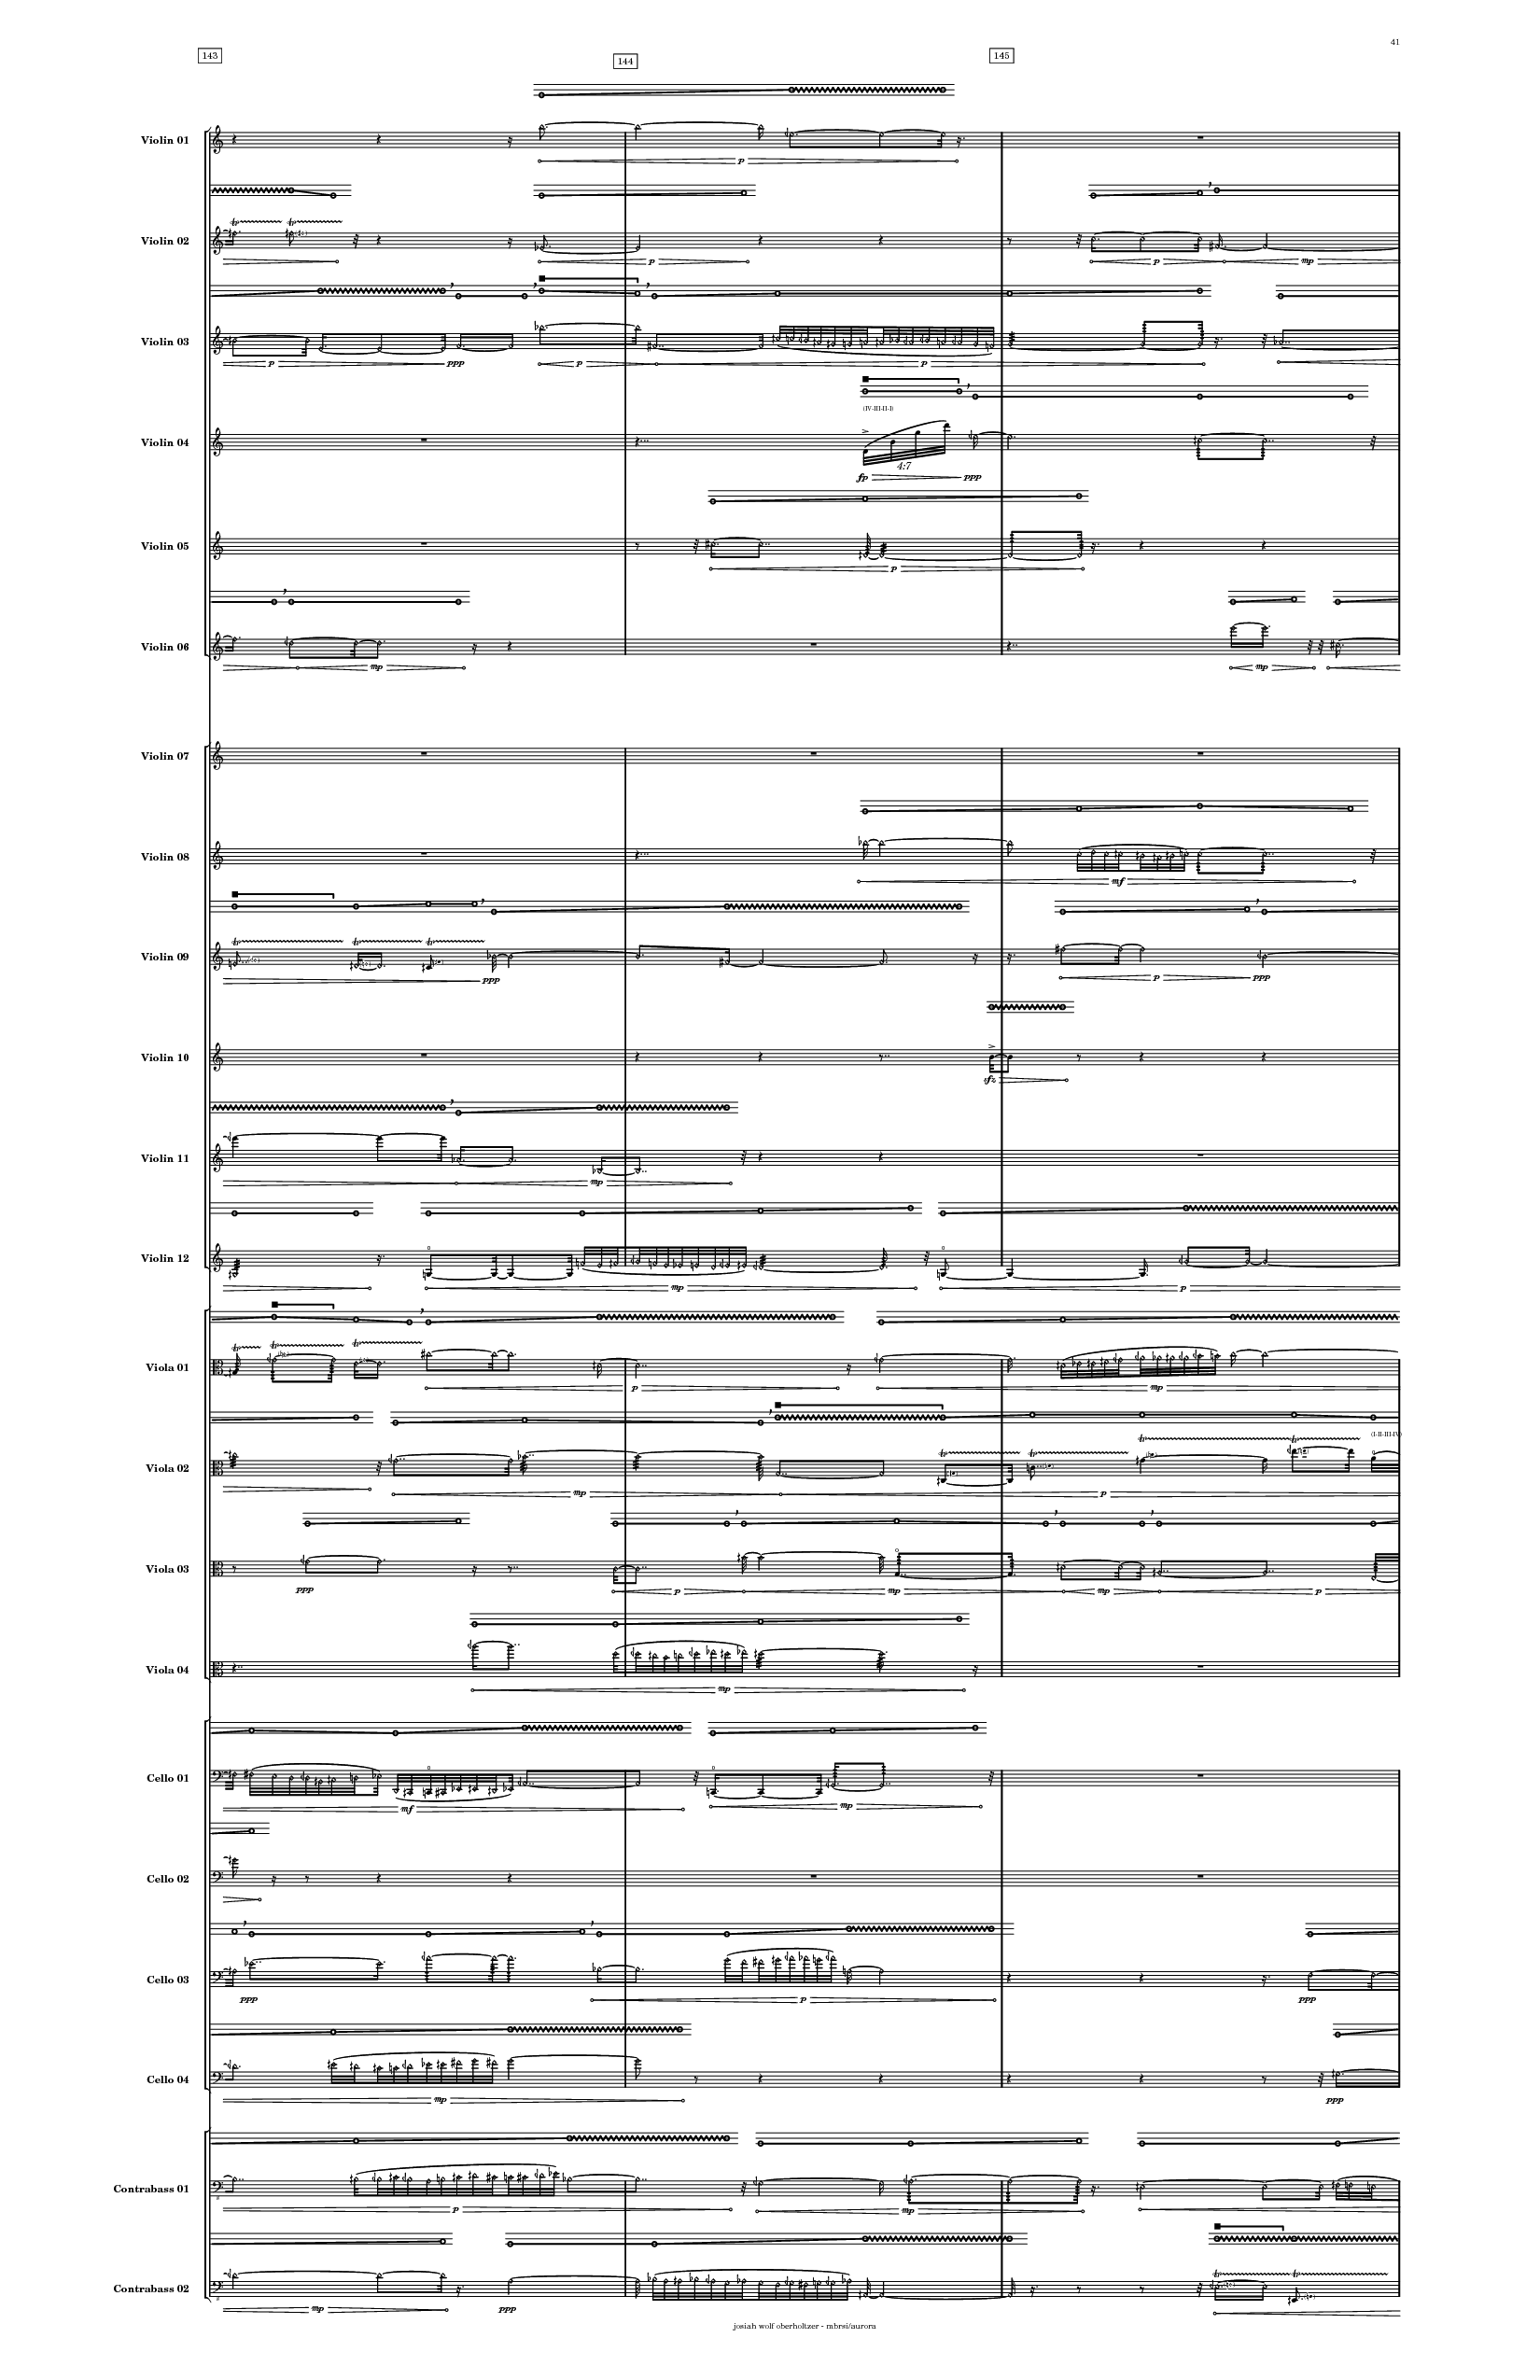 41
143
144
145
Violin 01
p
Violin 02
p
p
mp
Violin 03
p
ppp
p
p
(IV-III-II-I)
Violin 04
4:7
fp
ppp
Violin 05
p
Violin 06
mp
mp
Violin 07
Violin 08
mf
Violin 09
ppp
p
ppp
Violin 10
sfz
Violin 11
mp
Violin 12
mp
p
Viola 01
p
mp
(I-II-III-IV)
Viola 02
mp
p
Viola 03
ppp
p
mp
mp
p
Viola 04
mp
Cello 01
mf
mp
Cello 02
Cello 03
ppp
p
ppp
Cello 04
mp
ppp
Contrabass 01
p
mp
Contrabass 02
mp
ppp
josiah wolf oberholtzer - mbrsi/aurora